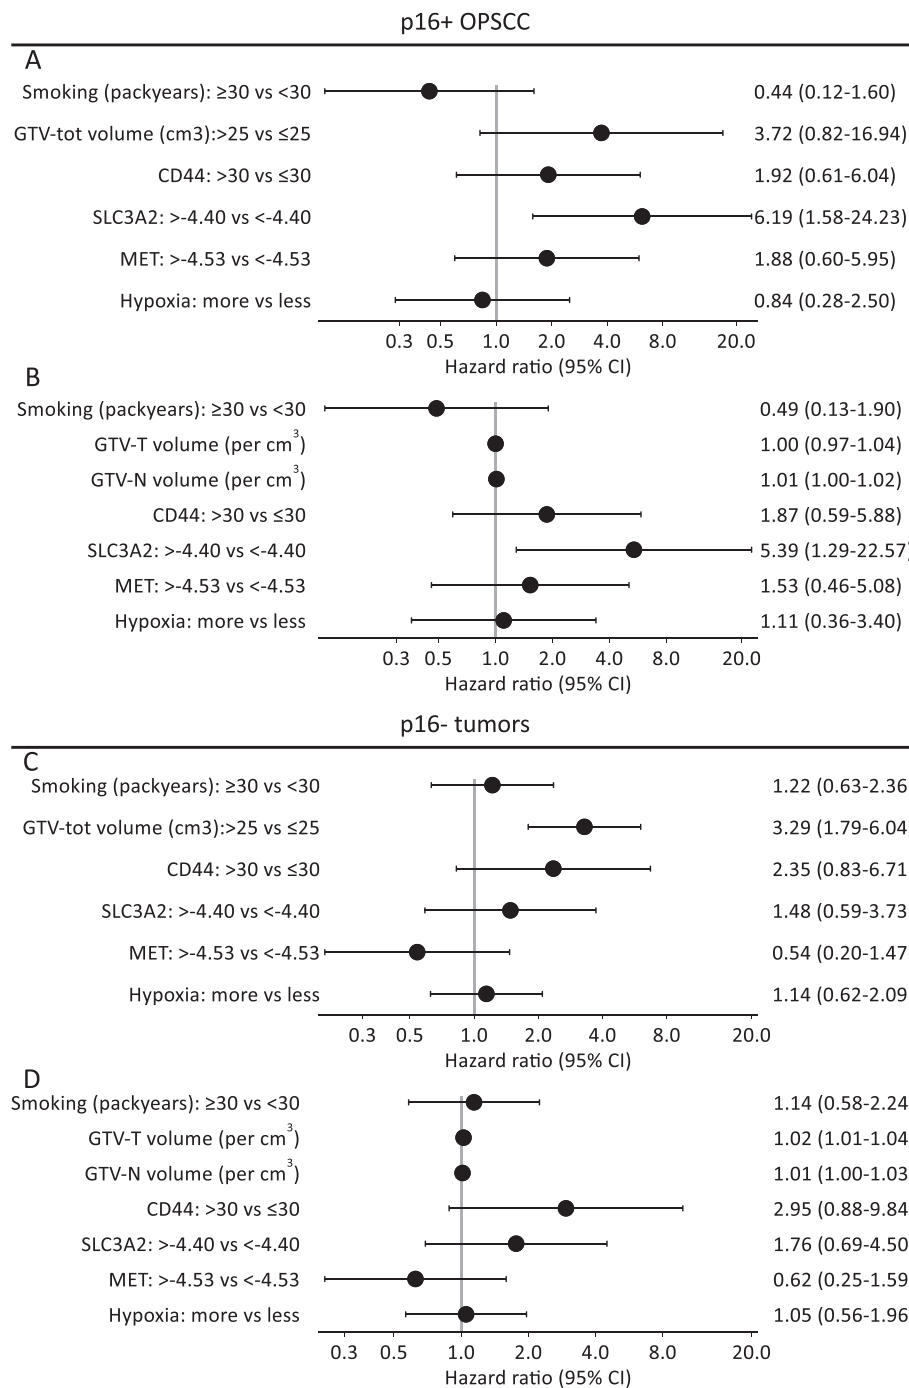 p16+ OPSCC
A
Smoking (packyears): ≥30 vs <30 0.44 (0.12-1.60)
GTV-tot volume (cm3):>25 vs ≤25 3.72 (0.82-16.94)
CD44: >30 vs ≤30 1.92 (0.61-6.04)
SLC3A2: >-4.40 vs <-4.40 6.19 (1.58-24.23)
MET: >-4.53 vs <-4.53 1.88 (0.60-5.95)
Hypoxia: more vs less 0.84 (0.28-2.50)
0.3 0.5 1.0 2.0 4.0 8.0 20.0
Hazard ratio (95% CI)
B
Smoking (packyears): ≥30 vs <30 0.49 (0.13-1.90)
GTV-T volume (per cm³) 1.00 (0.97-1.04)
GTV-N volume (per cm³) 1.01 (1.00-1.02)
CD44: >30 vs ≤30 1.87 (0.59-5.88)
SLC3A2: >-4.40 vs <-4.40 5.39 (1.29-22.57)
MET: >-4.53 vs <-4.53 1.53 (0.46-5.08)
Hypoxia: more vs less 1.11 (0.36-3.40)
0.3 0.5 1.0 2.0 4.0 8.0 20.0
Hazard ratio (95% CI)
p16- tumors
C
Smoking (packyears): ≥30 vs <30 1.22 (0.63-2.36
GTV-tot volume (cm3):>25 vs ≤25 3.29 (1.79-6.04
CD44: >30 vs ≤30 2.35 (0.83-6.71
SLC3A2: >-4.40 vs <-4.40 1.48 (0.59-3.73
MET: >-4.53 vs <-4.53 0.54 (0.20-1.47
Hypoxia: more vs less 1.14 (0.62-2.09
0.3 0.5 1.0 2.0 4.0 8.0 20.0
Hazard ratio (95% CI)
D
Smoking (packyears): ≥30 vs <30 1.14 (0.58-2.24
GTV-T volume (per cm³) 1.02 (1.01-1.04
GTV-N volume (per cm³) 1.01 (1.00-1.03
CD44: >30 vs ≤30 2.95 (0.88-9.84
SLC3A2: >-4.40 vs <-4.40 1.76 (0.69-4.50
MET: >-4.53 vs <-4.53 0.62 (0.25-1.59
Hypoxia: more vs less 1.05 (0.56-1.96
0.3 0.5 1.0 2.0 4.0 8.0 20.0
Hazard ratio (95% CI)